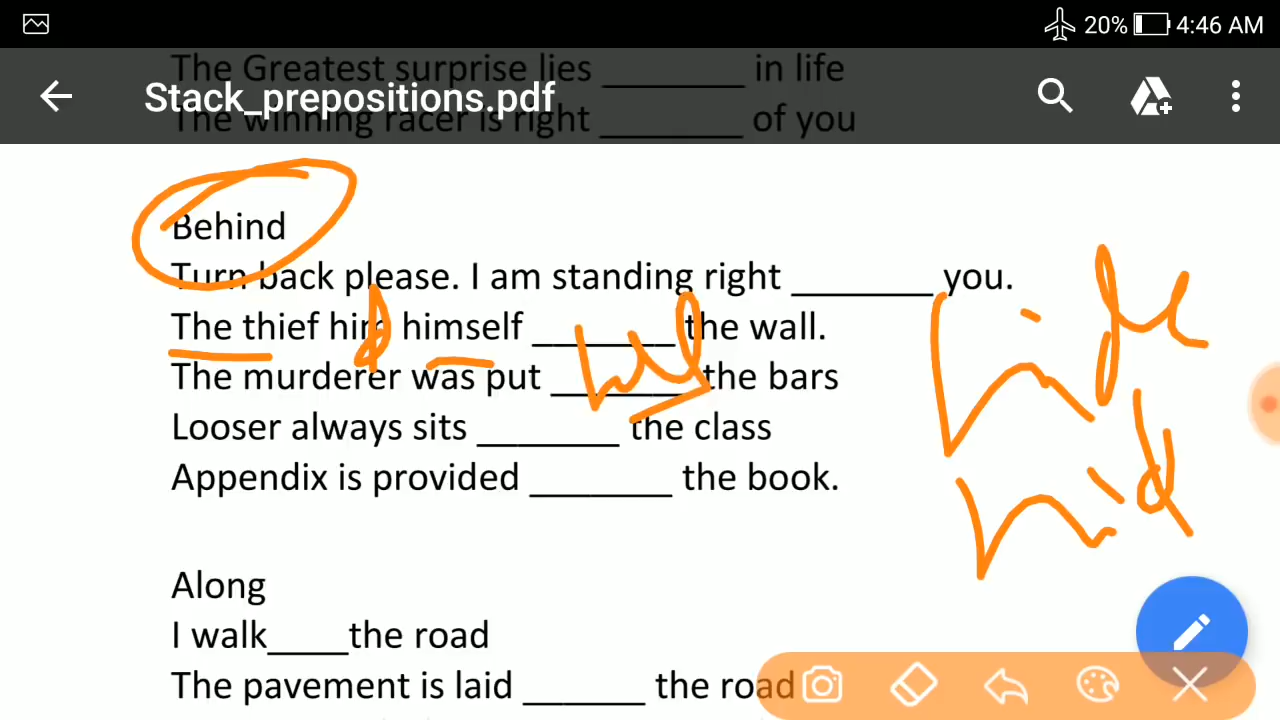 20% 4:46 AM
The Greatest surprise lies ________ in life
Stack_prepositions.pdf
The winning racer is right ________ of you
Behind
Turn back please. I am standing right ________ you.
The thief him himself ________ the wall.
The murderer was put ________ the bars
Looser always sits ________ the class
Appendix is provided ________ the book.
hide
hid
Along
I walk____the road
The pavement is laid _______ the road